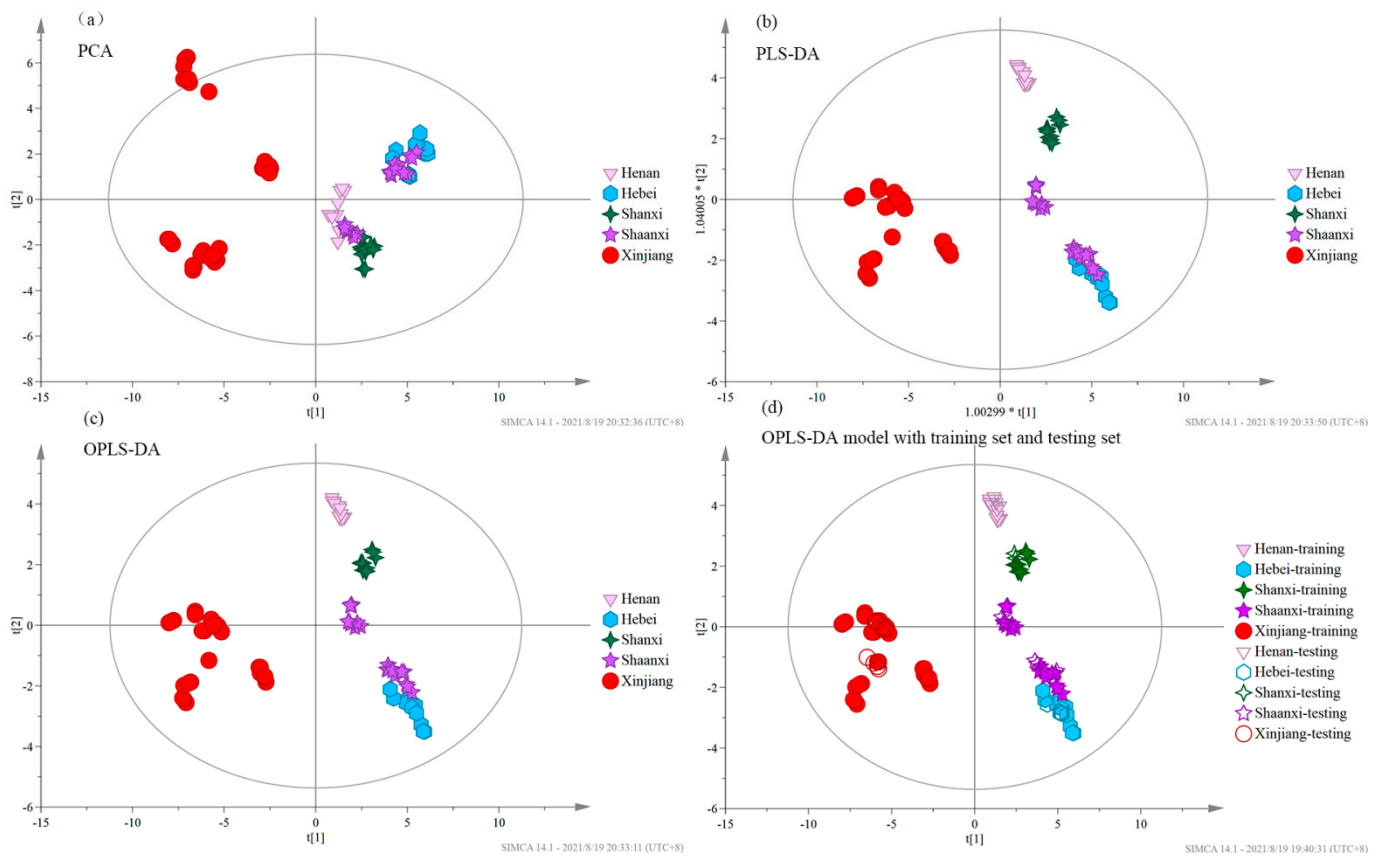 (a)
PCA
6
4
2
0
-2
-4
-6
-8
t[2]
-15
-10
-5
0
5
10
t[1]
Henan
Hebei
Shanxi
Shaanxi
Xinjiang
SIMCA 14.1 - 2021/8/19 20:32:36 (UTC+8)
(b)
PLS-DA
4
2
0
-2
-4
-6
1.04005 * t[2]
-15
-10
-5
0
5
10
1.00299 * t[1]
Henan
Hebei
Shanxi
Shaanxi
Xinjiang
SIMCA 14.1 - 2021/8/19 20:33:50 (UTC+8)
(c)
OPLS-DA
4
2
0
-2
-4
-6
t[2]
-15
-10
-5
0
5
10
t[1]
Henan
Hebei
Shanxi
Shaanxi
Xinjiang
SIMCA 14.1 - 2021/8/19 20:33:11 (UTC+8)
(d)
OPLS-DA model with training set and testing set
4
2
0
-2
-4
-6
t[2]
-15
-10
-5
0
5
10
t[1]
Henan-training
Hebei-training
Shanxi-training
Shaanxi-training
Xinjiang-training
Henan-testing
Hebei-testing
Shanxi-testing
Shaanxi-testing
Xinjiang-testing
SIMCA 14.1 - 2021/8/19 19:40:31 (UTC+8)